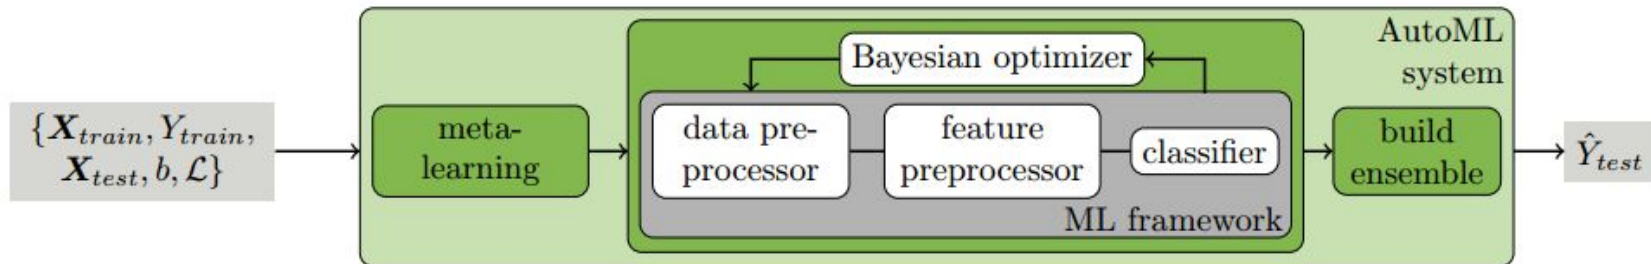 {X_train, Y_train,
X_test, b, ℒ}
meta-
learning
Bayesian optimizer
data pre-
processor
feature
preprocessor
classifier
ML framework
AutoML
system
build
ensemble
Ŷ_test